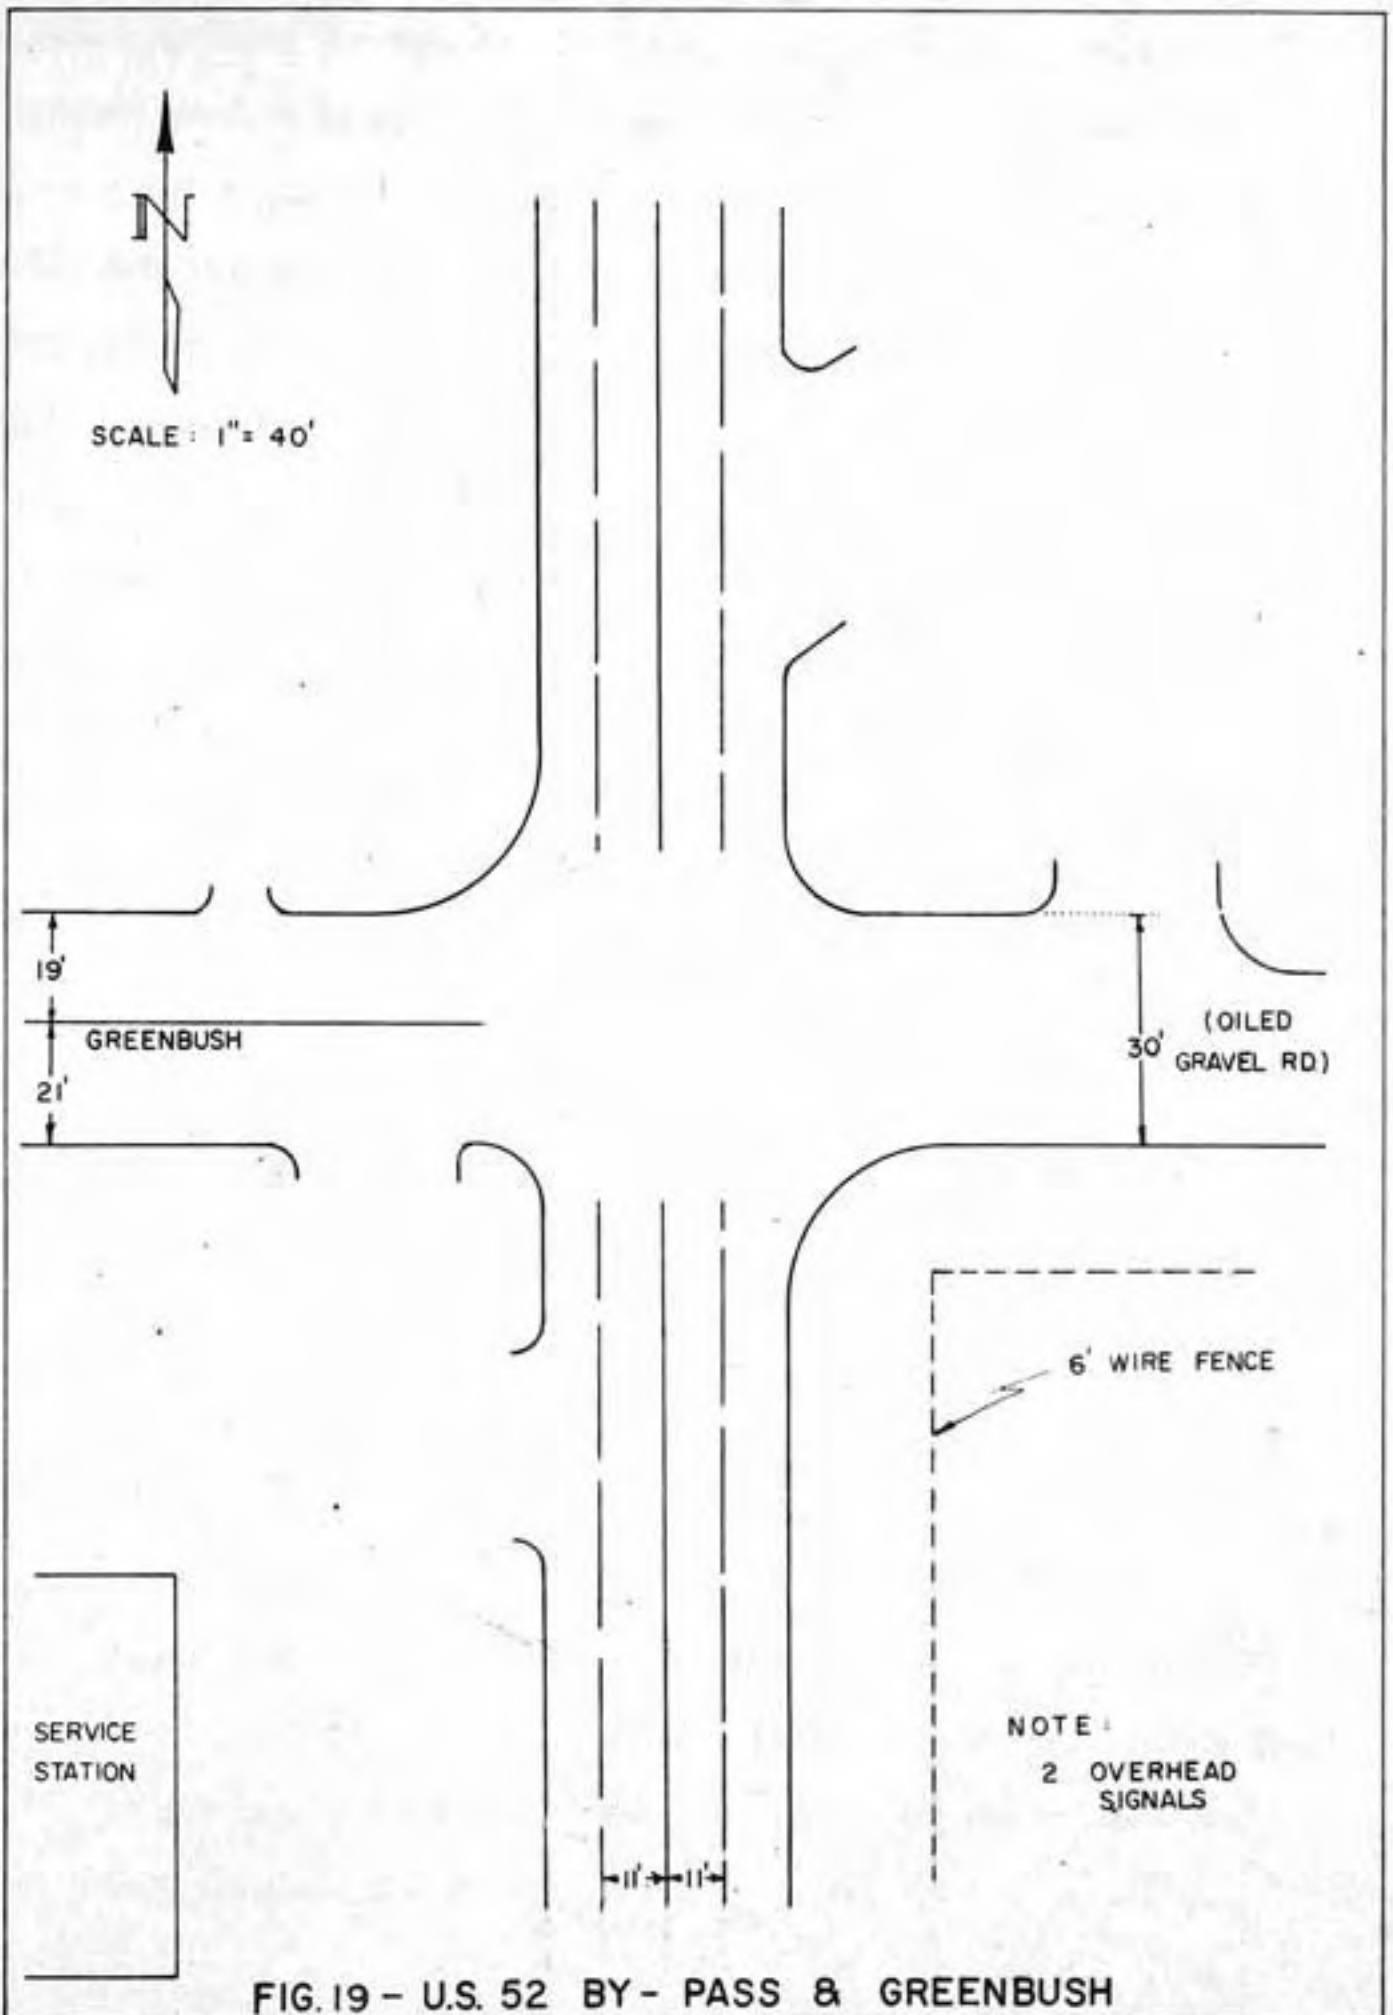 N
SCALE : 1" = 40'
19'
GREENBUSH
21'
30'
(OILED
GRAVEL RD.)
6' WIRE FENCE
SERVICE
STATION
NOTE :
2 OVERHEAD
SIGNALS
11' 11'
FIG. 19 - U.S. 52 BY - PASS & GREENBUSH